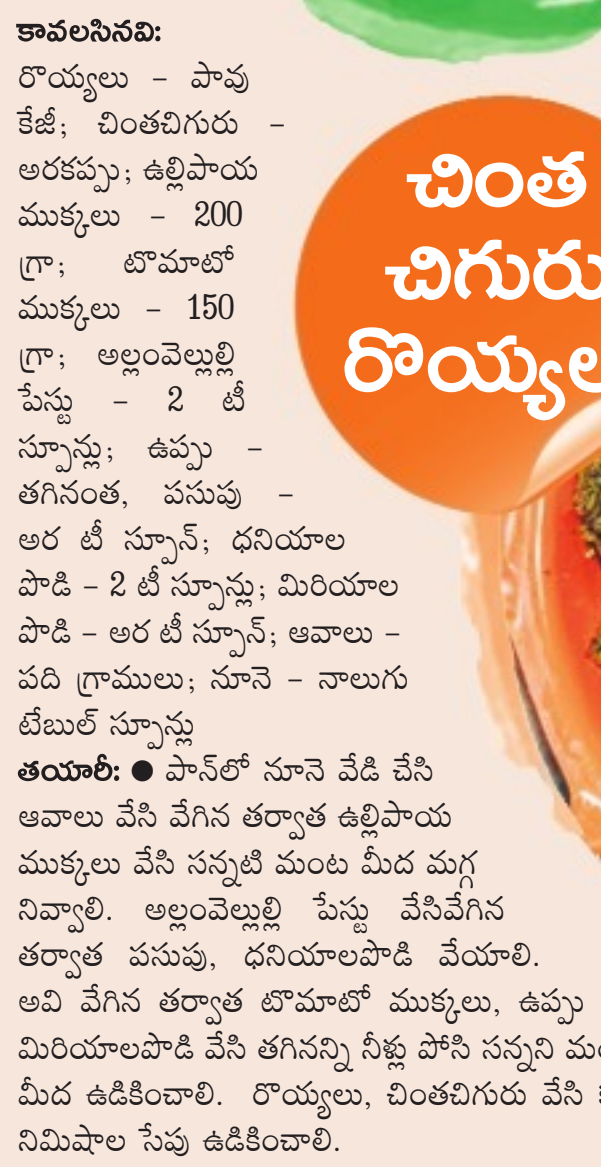 చింత
చిగురు
రొయ్యల
కావలసినవి:
రొయ్యలు – పావు
కేజీ; చింతచిగురు –
అరకప్పు; ఉల్లిపాయ
ముక్కలు – 200
గ్రా; టొమాటో
ముక్కలు – 150
గ్రా; అల్లంవెల్లుల్లి
పేస్టు – 2 టీ
స్పూన్లు; ఉప్పు –
తగినంత, పసుపు –
అర టీ స్పూన్; ధనియాల
పొడి – 2 టీ స్పూన్లు; మిరియాల
పొడి – అర టీ స్పూన్; ఆవాలు –
పది గ్రాములు; నూనె – నాలుగు
టేబుల్ స్పూన్లు
తయారీ: ● పాన్‌లో నూనె వేడి చేసి
ఆవాలు వేసి వేగిన తర్వాత ఉల్లిపాయ
ముక్కలు వేసి సన్నటి మంట మీద మగ్గ
నివ్వాలి. అల్లంవెల్లుల్లి పేస్టు వేసివేగిన
తర్వాత పసుపు, ధనియాలపొడి వేయాలి.
అవి వేగిన తర్వాత టొమాటో ముక్కలు, ఉప్పు
మిరియాలపొడి వేసి తగినన్ని నీళ్లు పోసి సన్నని
మీద ఉడికించాలి. రొయ్యలు, చింతచిగురు వేసి
నిమిషాల సేపు ఉడికించాలి.